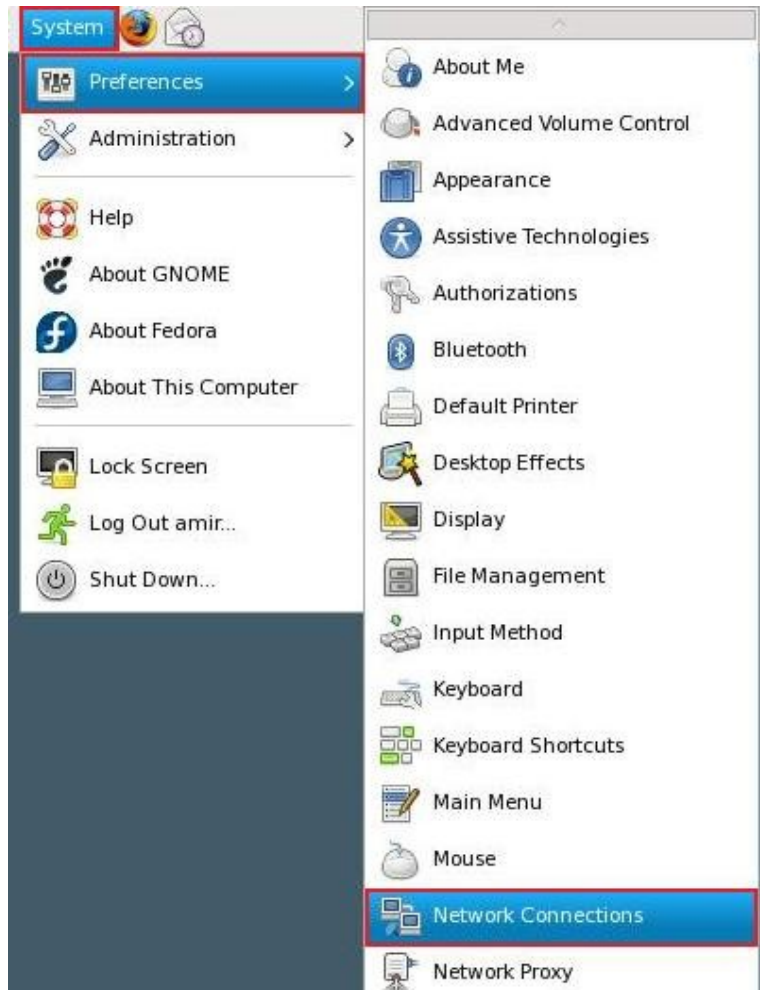 System
Preferences
Administration
Help
About GNOME
About Fedora
About This Computer
Lock Screen
Log Out amir...
Shut Down...
About Me
Advanced Volume Control
Appearance
Assistive Technologies
Authorizations
Bluetooth
Default Printer
Desktop Effects
Display
File Management
Input Method
Keyboard
Keyboard Shortcuts
Main Menu
Mouse
Network Connections
Network Proxy